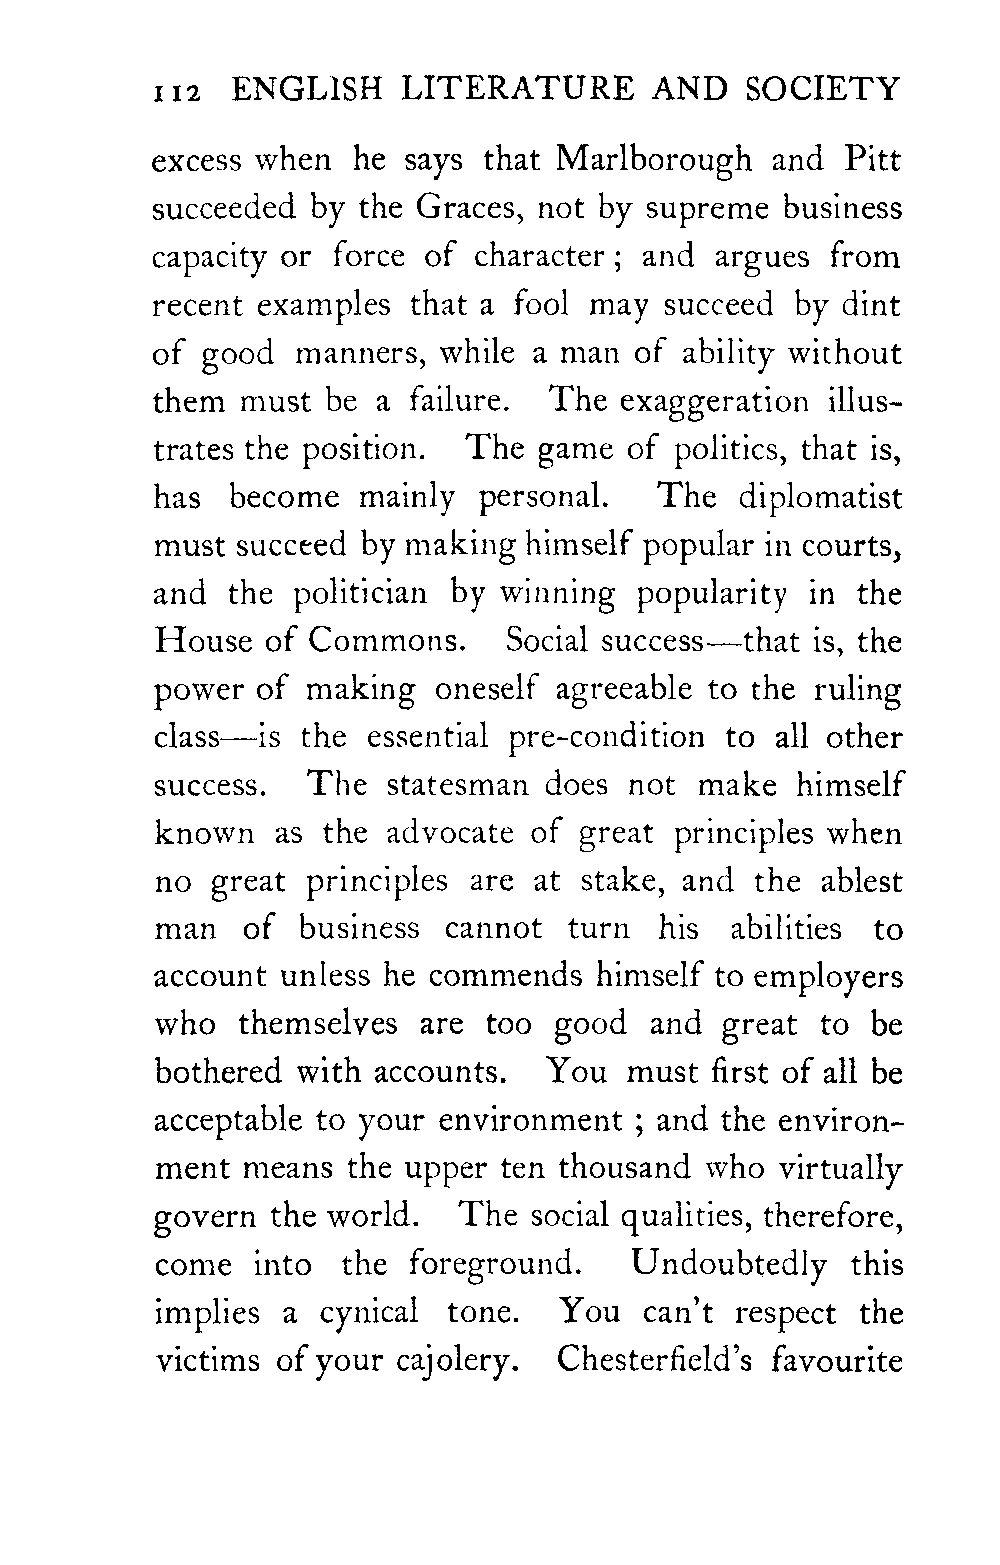 112 ENGLISH LITERATURE AND SOCIETY
excess when he says that Marlborough and Pitt
succeeded by the Graces, not by supreme business
capacity or force of character ; and argues from
recent examples that a fool may succeed by dint
of good manners, while a man of ability without
them must be a failure. The exaggeration illus-
trates the position. The game of politics, that is,
has become mainly personal. The diplomatist
must succeed by making himself popular in courts,
and the politician by winning popularity in the
House of Commons. Social success—that is, the
power of making oneself agreeable to the ruling
class—is the essential pre-condition to all other
success. The statesman does not make himself
known as the advocate of great principles when
no great principles are at stake, and the ablest
man of business cannot turn his abilities to
account unless he commends himself to employers
who themselves are too good and great to be
bothered with accounts. You must first of all be
acceptable to your environment ; and the environ-
ment means the upper ten thousand who virtually
govern the world. The social qualities, therefore,
come into the foreground. Undoubtedly this
implies a cynical tone. You can't respect the
victims of your cajolery. Chesterfield's favourite